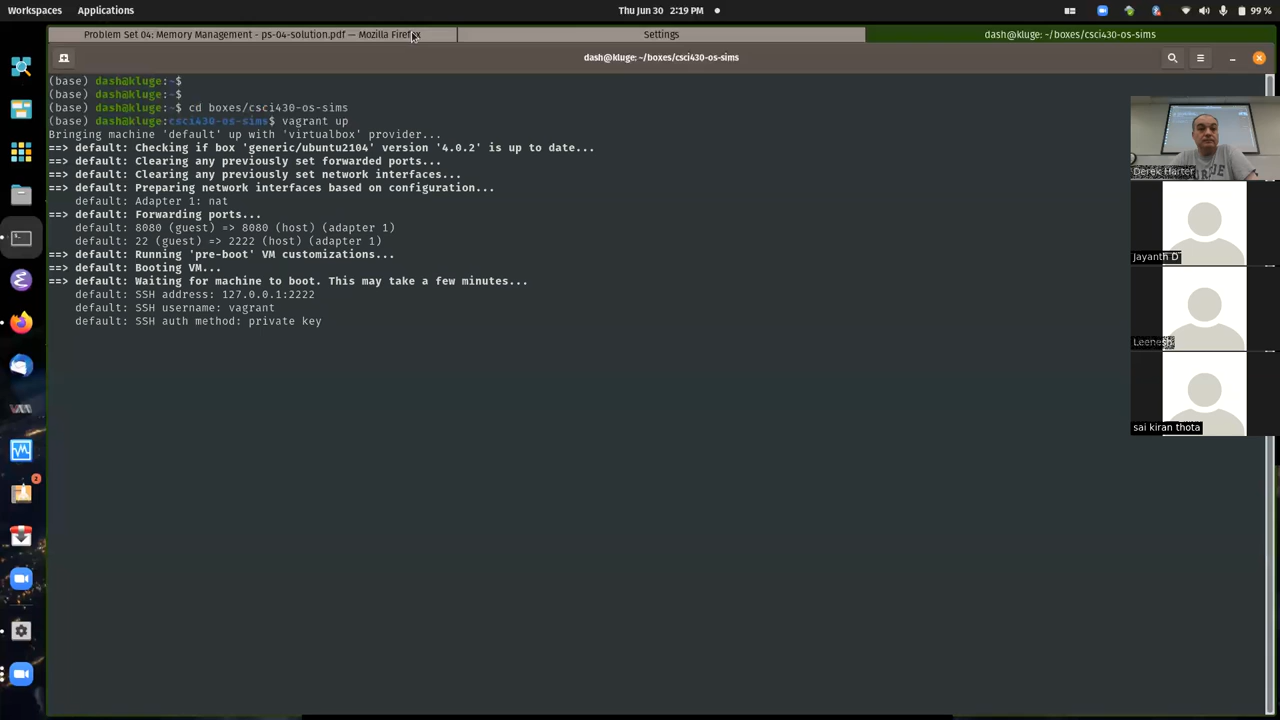 Workspaces
Applications
Thu Jun 30 2:19 PM
99 %
Problem Set 04: Memory Management - ps-04-solution.pdf — Mozilla Firefox
Settings
dash@kluge: ~/boxes/csci430-os-sims
dash@kluge: ~/boxes/csci430-os-sims
(base) dash@kluge:~$
(base) dash@kluge:~$
(base) dash@kluge:~$ cd boxes/csci430-os-sims
(base) dash@kluge:csci430-os-sims$ vagrant up
Bringing machine 'default' up with 'virtualbox' provider...
==> default: Checking if box 'generic/ubuntu2104' version '4.0.2' is up to date...
==> default: Clearing any previously set forwarded ports...
==> default: Clearing any previously set network interfaces...
==> default: Preparing network interfaces based on configuration...
default: Adapter 1: nat
==> default: Forwarding ports...
default: 8080 (guest) => 8080 (host) (adapter 1)
default: 22 (guest) => 2222 (host) (adapter 1)
==> default: Running 'pre-boot' VM customizations...
==> default: Booting VM...
==> default: Waiting for machine to boot. This may take a few minutes...
default: SSH address: 127.0.0.1:2222
default: SSH username: vagrant
default: SSH auth method: private key
Derek Harter
Jayanth D
Leenesh
sai kiran thota
2